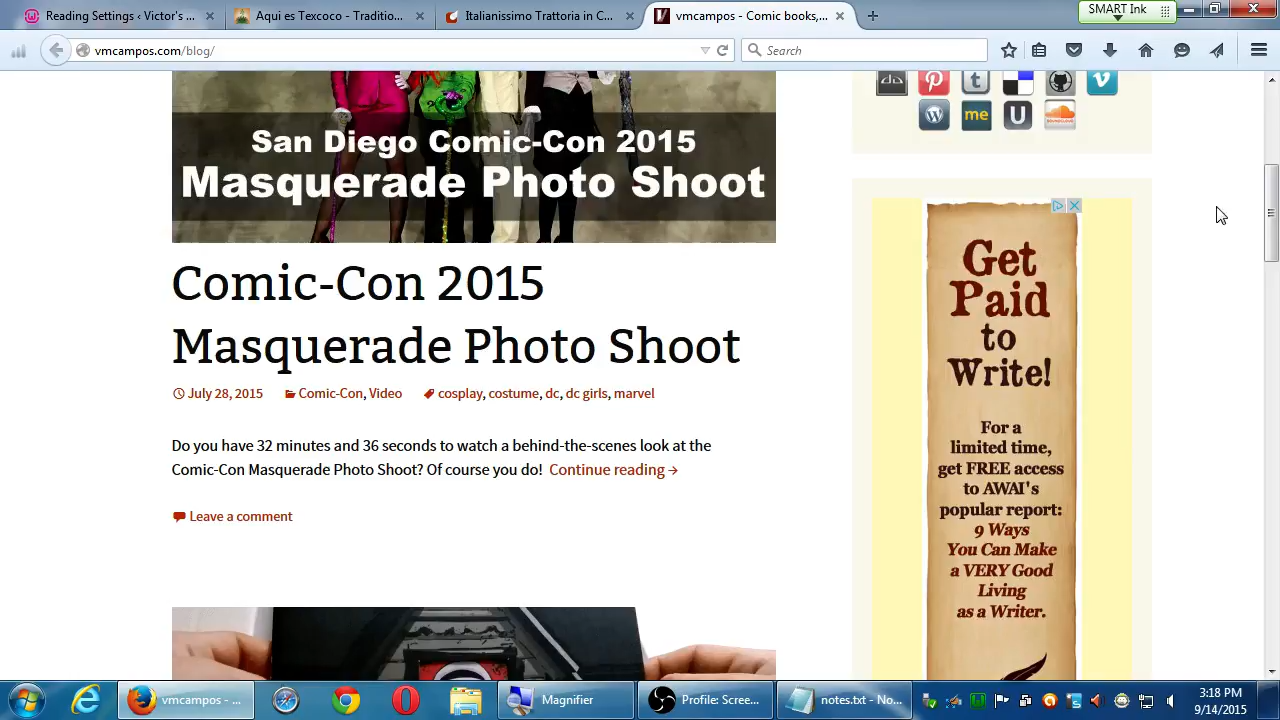 Reading Setting Victor's ...
Aqui es Texcoco - Traditio...
Italianissimo Trattoria in C...
vmcampos - Comic books,...
SMART Ink
vmcampos.com/blog/
Search
me
U
SOUNDCLOUD
San Diego Comic-Con 2015
Masquerade Photo Shoot
Comic-Con 2015
Masquerade Photo Shoot
July 28, 2015 Comic-Con, Video cosplay, costume, dc, dc girls, marvel
Do you have 32 minutes and 36 seconds to watch a behind-the-scenes look at the
Comic-Con Masquerade Photo Shoot? Of course you do! Continue reading →
Leave a comment
Get
Paid
to
Write!
For a
limited time,
get FREE access
to AWAI's
popular report:
9 Ways
You Can Make
a VERY Good
Living
as a Writer.
vmcampos - ...
Magnifier
Profile: Scree...
notes.txt - No...
3:18 PM
9/14/2015